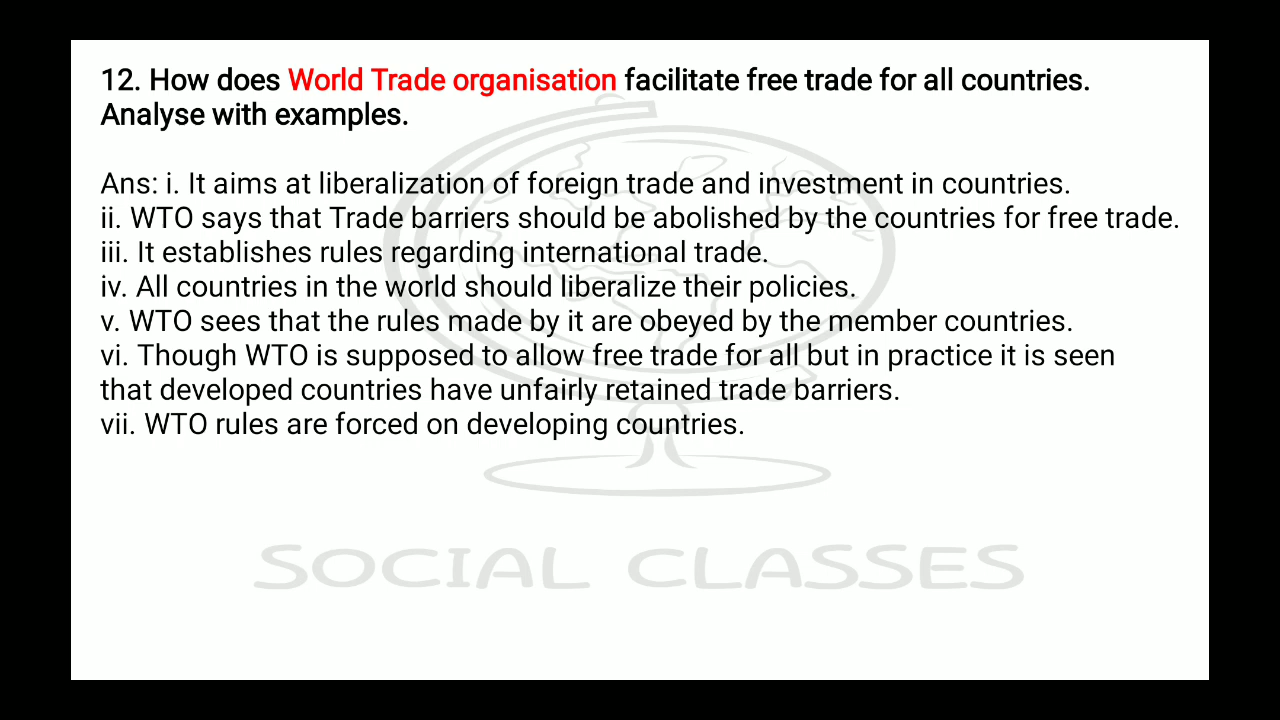 12. How does World Trade organisation facilitate free trade for all countries.
Analyse with examples.
Ans: i. It aims at liberalization of foreign trade and investment in countries.
ii. WTO says that Trade barriers should be abolished by the countries for free trade.
iii. It establishes rules regarding international trade.
iv. All countries in the world should liberalize their policies.
v. WTO sees that the rules made by it are obeyed by the member countries.
vi. Though WTO is supposed to allow free trade for all but in practice it is seen
that developed countries have unfairly retained trade barriers.
vii. WTO rules are forced on developing countries.
SOCIAL CLASSES